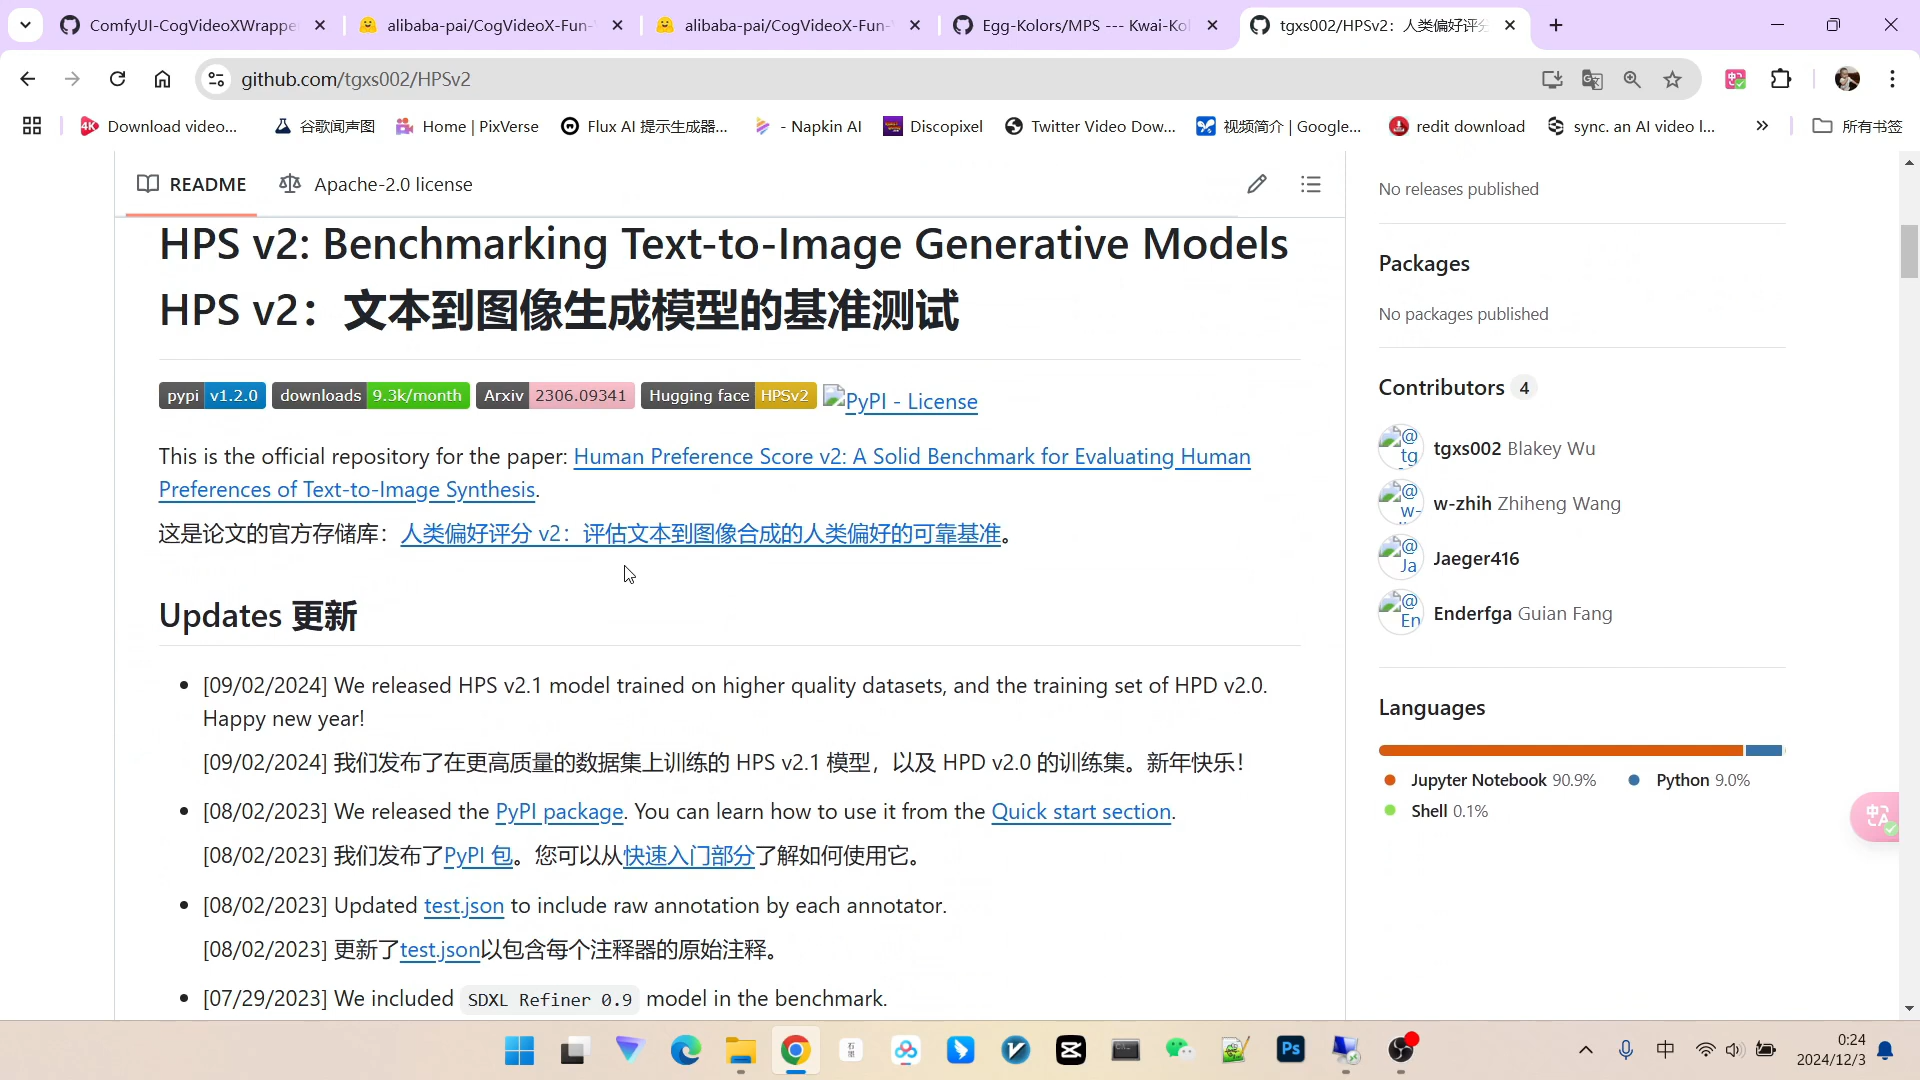 ComfyUI-CogVideoXWrappe
alibaba-pai/CogVideoX-Fun-
alibaba-pai/CogVideoX-Fun-
Egg-Kolors/MPS --- Kwai-Kol
tgxs002/HPSv2：人类偏好评分
github.com/tgxs002/HPSv2
4K Download video...
谷歌闻声图
Home | PixVerse
Flux AI 提示生成器...
- Napkin AI
Discopixel
Twitter Video Dow...
视频简介 | Google...
redit download
sync. an AI video l...
所有书签
README
Apache-2.0 license
HPS v2: Benchmarking Text-to-Image Generative Models
HPS v2：文本到图像生成模型的基准测试
pypi v1.2.0 downloads 9.3k/month Arxiv 2306.09341 Hugging face HPSv2 PyPI - License
This is the official repository for the paper: Human Preference Score v2: A Solid Benchmark for Evaluating Human
Preferences of Text-to-Image Synthesis.
这是论文的官方存储库：人类偏好评分 v2：评估文本到图像合成的人类偏好的可靠基准。
Updates 更新
[09/02/2024] We released HPS v2.1 model trained on higher quality datasets, and the training set of HPD v2.0.
Happy new year!
[09/02/2024] 我们发布了在更高质量的数据集上训练的 HPS v2.1 模型，以及 HPD v2.0 的训练集。新年快乐！
[08/02/2023] We released the PyPI package. You can learn how to use it from the Quick start section.
[08/02/2023] 我们发布了PyPI 包。您可以从快速入门部分了解如何使用它。
[08/02/2023] Updated test.json to include raw annotation by each annotator.
[08/02/2023] 更新了test.json以包含每个注释器的原始注释。
[07/29/2023] We included SDXL Refiner 0.9 model in the benchmark.
No releases published
Packages
No packages published
Contributors 4
@tg tgxs002 Blakey Wu
@w- w-zhih Zhiheng Wang
@Ja Jaeger416
@En Enderfga Guian Fang
Languages
Jupyter Notebook 90.9% Python 9.0%
Shell 0.1%
中A
石墨
Ps
中
0:24
2024/12/3